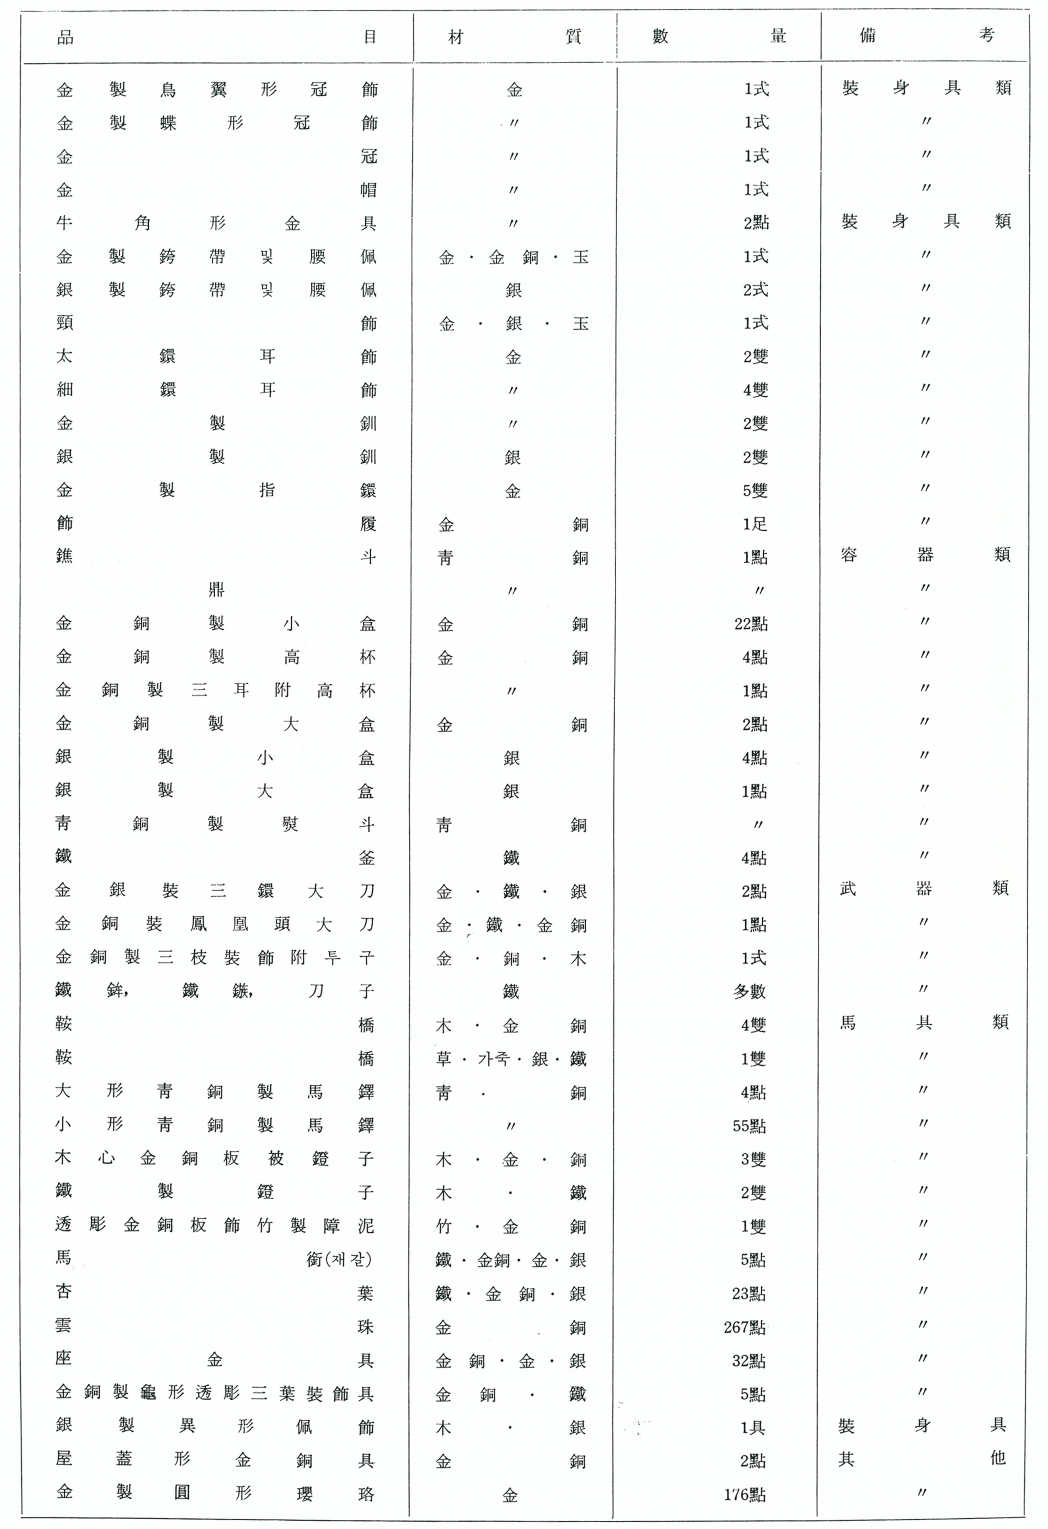 品目 材質 數量 備考
金製鳥翼形冠飾 金 1式 裝身具類
金製蝶形冠飾 〃 1式 〃
金冠 〃 1式 〃
金帽 〃 1式 〃
牛角形金具 〃 2點 裝身具類
金製銙帶및腰佩 金·金銅·玉 1式 〃
銀製銙帶및腰佩 銀 2式 〃
頸飾 金·銀·玉 1式 〃
太鐶耳飾 金 2雙 〃
細鐶耳飾 〃 4雙 〃
金製釧 〃 2雙 〃
銀製釧 銀 2雙 〃
金製指鐶 金 5雙 〃
飾履 金銅 1足 〃
鐎斗 靑銅 1點 容器類
鼎 〃 〃 〃
金銅製小盒 金銅 22點 〃
金銅製高杯 金銅 4點 〃
金銅製三耳附高杯 〃 1點 〃
金銅製大盒 金銅 2點 〃
銀製小盒 銀 4點 〃
銀製大盒 銀 1點 〃
靑銅製熨斗 靑銅 〃 〃
鐵釜 鐵 4點 〃
金銀裝三鐶大刀 金·鐵·銀 2點 武器類
金銅裝鳳凰頭大刀 金·鐵·金銅 1點 〃
金銅製三枝裝飾附투구 金·銅·木 1式 〃
鐵鉾, 鐵鏃, 刀子 鐵 多數 〃
鞍橋 木·金銅 4雙 馬具類
鞍橋 草·가죽·銀·鐵 1雙 〃
大形靑銅製馬鐸 靑·銅 4點 〃
小形靑銅製馬鐸 〃 55點 〃
木心金銅板被鐙子 木·金·銅 3雙 〃
鐵製鐙子 木·鐵 2雙 〃
透彫金銅板飾竹製障泥 竹·金銅 1雙 〃
馬銜(재갈) 鐵·金銅·金·銀 5點 〃
杏葉 鐵·金銅·銀 23點 〃
雲珠 金銅 267點 〃
座金具 金銅·金·銀 32點 〃
金銅製龜形透彫三葉裝飾具 金銅·鐵 5點 〃
銀製異形佩飾 木·銀 1具 裝身具
屋蓋形金銅具 金銅 2點 其他
金製圓形瓔珞 金 176點 〃